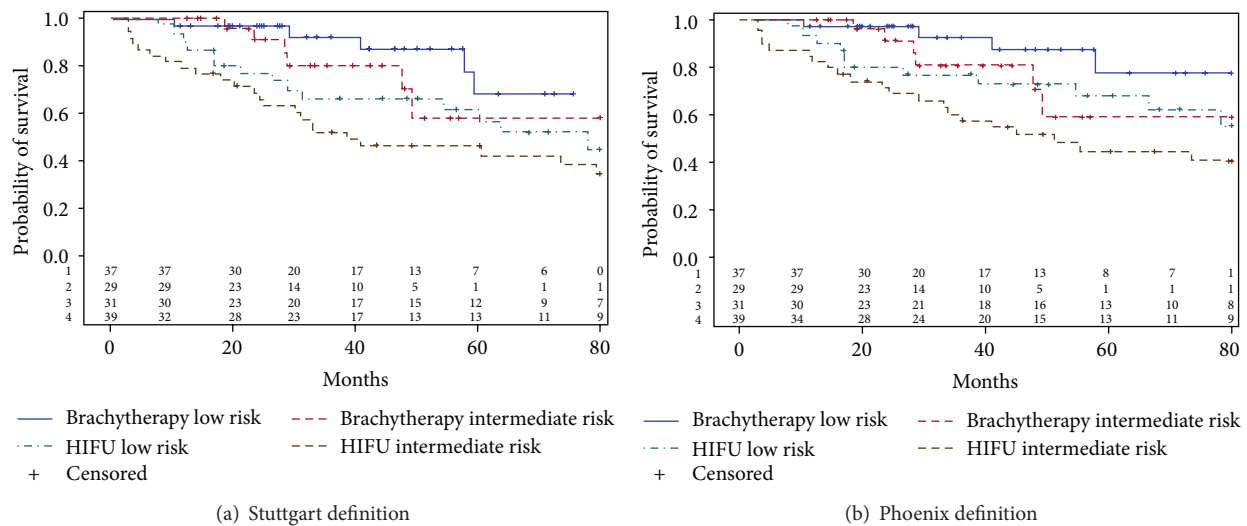 Probability of survival
1.0
0.8
0.6
0.4
0.2
0.0
1 37 37 30 20 17 13 7 6 0
2 29 29 23 14 10 5 1 1 1
3 31 30 23 20 17 15 12 9 7
4 39 32 28 23 17 13 13 11 9
0 20 40 60 80
Months
Brachytherapy low risk
Brachytherapy intermediate risk
HIFU low risk
HIFU intermediate risk
+ Censored
(a) Stuttgart definition
Probability of survival
1.0
0.8
0.6
0.4
0.2
0.0
1 37 37 30 20 17 13 8 7 1
2 29 29 23 14 10 5 1 1 1
3 31 30 23 21 18 16 13 10 8
4 39 34 28 24 20 15 13 11 9
0 20 40 60 80
Months
Brachytherapy low risk
Brachytherapy intermediate risk
HIFU low risk
HIFU intermediate risk
+ Censored
(b) Phoenix definition